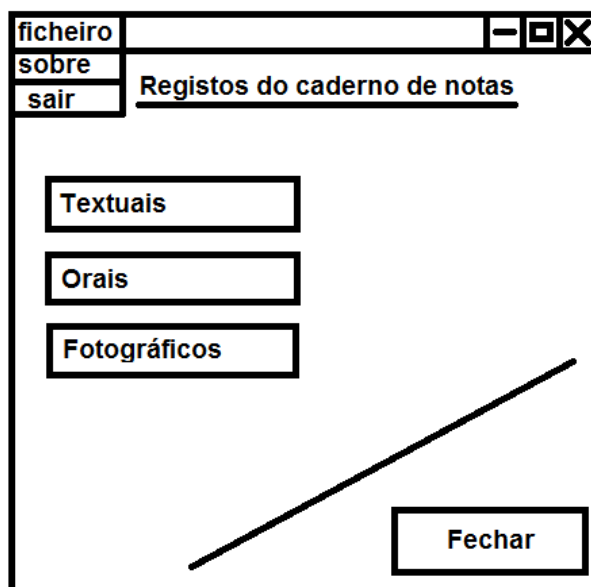 ficheiro
sobre
sair
Registos do caderno de notas
Textuais
Orais
Fotográficos
Fechar